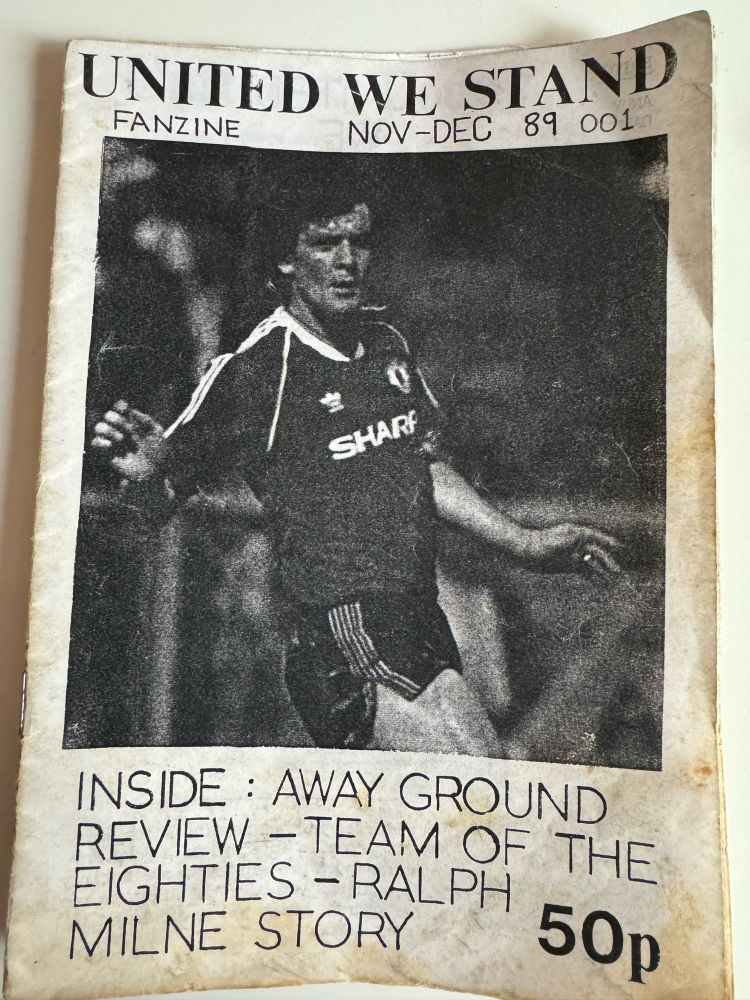 UNITED WE STAND
FANZINE NOV-DEC 89 001
SHARP
INSIDE : AWAY GROUND
REVIEW - TEAM OF THE
EIGHTIES - RALPH
MILNE STORY
50p